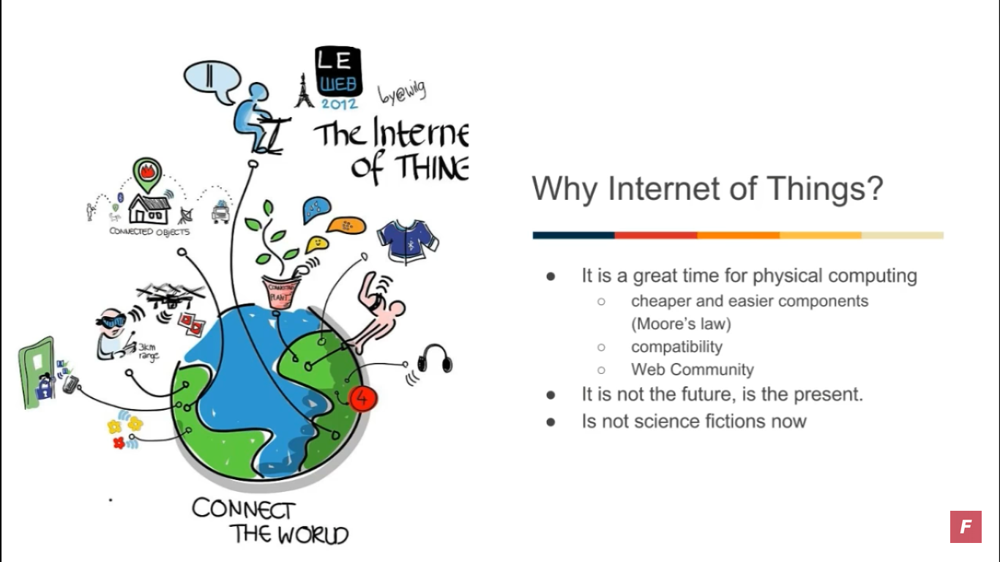 LE
WEB
2012
by@wilg
The Interne
of THING
CONNECTED OBJECTS
CONNECTED
PLANT
3km
range
4
CONNECT
THE WORLD
Why Internet of Things?
● It is a great time for physical computing
○ cheaper and easier components
(Moore's law)
○ compatibility
○ Web Community
● It is not the future, is the present.
● Is not science fictions now
F